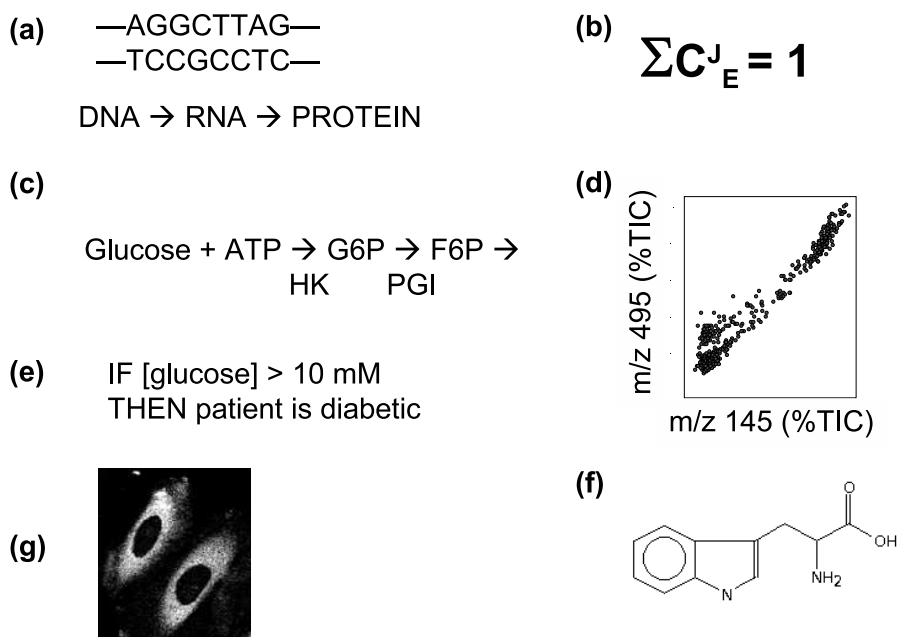 (a)
—AGGCTTAG—
—TCCGCCTC—
DNA → RNA → PROTEIN
(b)
ΣC^J_E = 1
(c)
Glucose + ATP → G6P → F6P →
HK PGI
(d)
m/z 495 (%TIC)
m/z 145 (%TIC)
(e)
IF [glucose] > 10 mM
THEN patient is diabetic
(f)
O
OH
NH₂
N
(g)